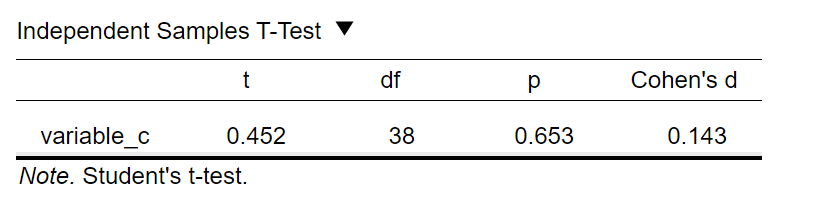 Independent Samples T-Test ▼
t df p Cohen's d
variable_c 0.452 38 0.653 0.143
Note. Student's t-test.